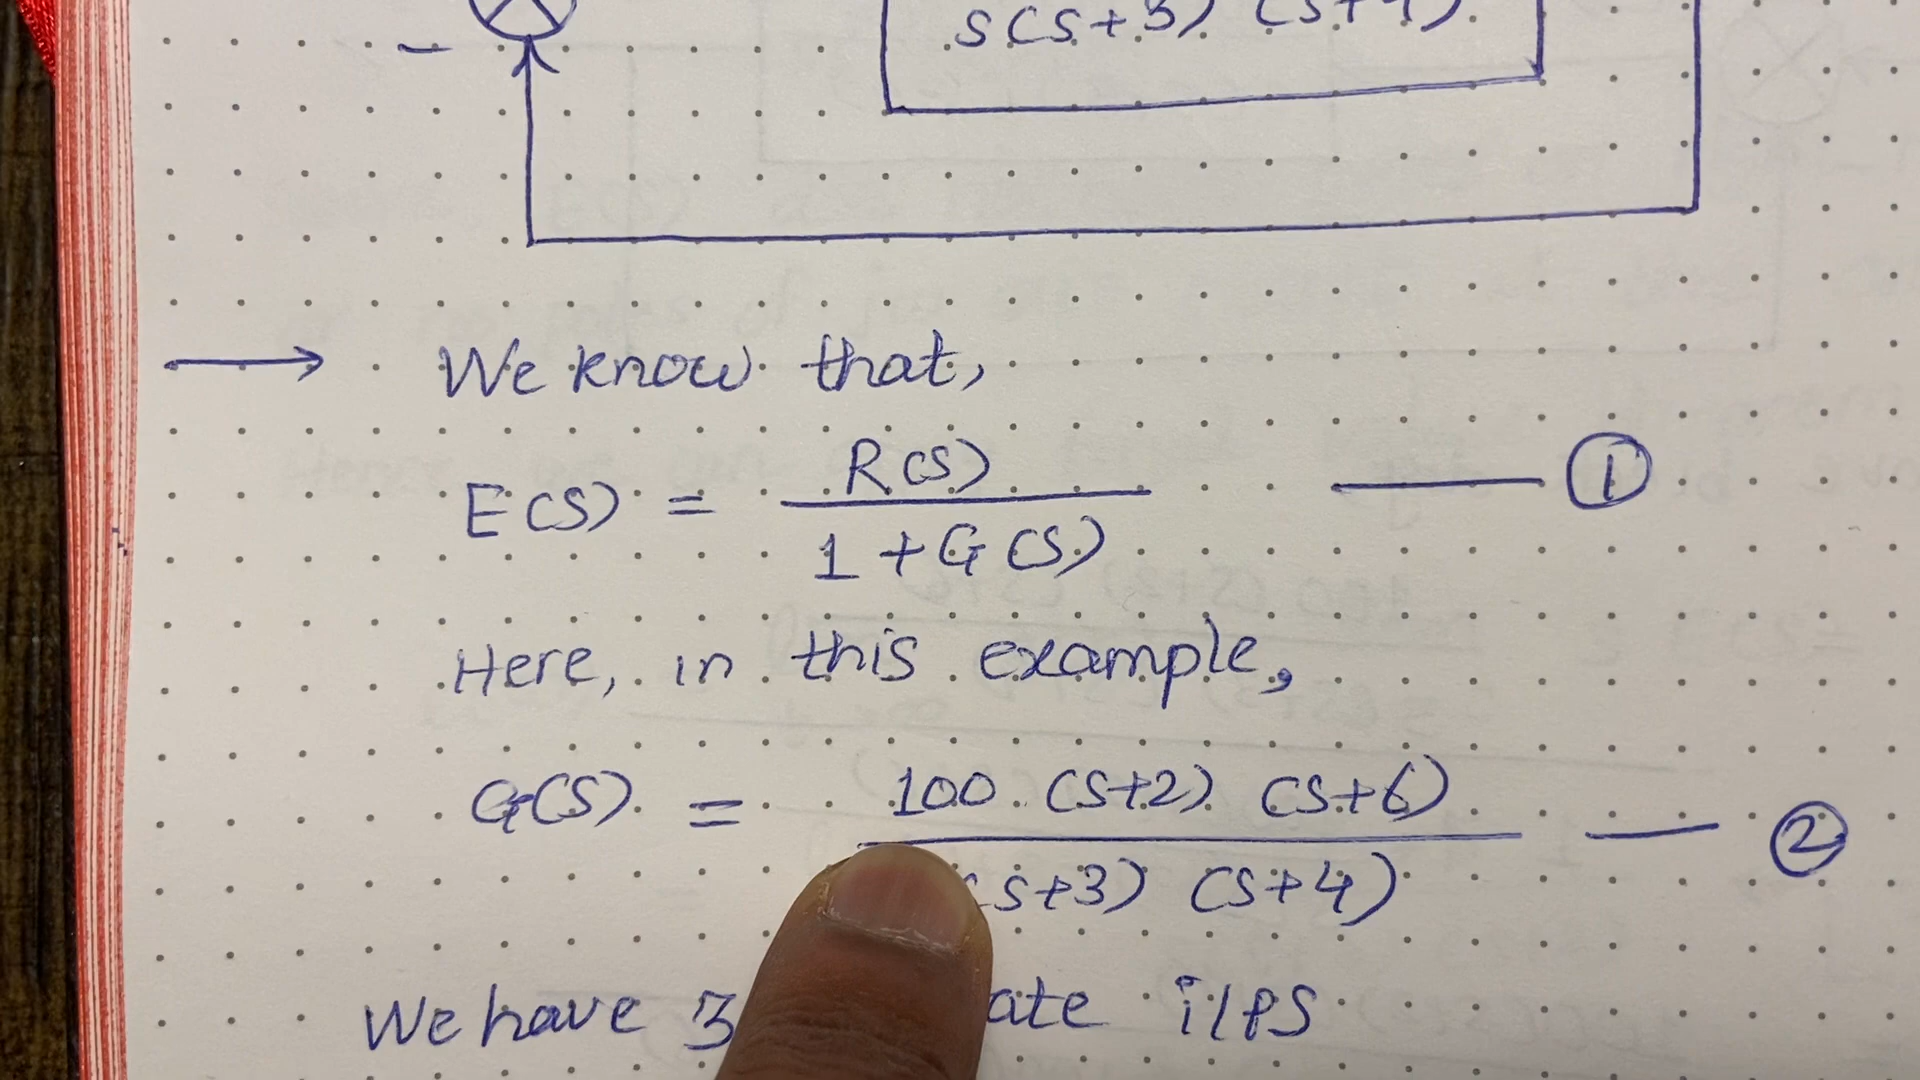 s(s+3) (s+4)
-
We know that,
E(S) = R(S) / 1+G(S) — 1
Here, in this example,
G(S) = 100 (S+2) (S+6) — 2
(s+3) (s+4)
We have 3 ate i/ps